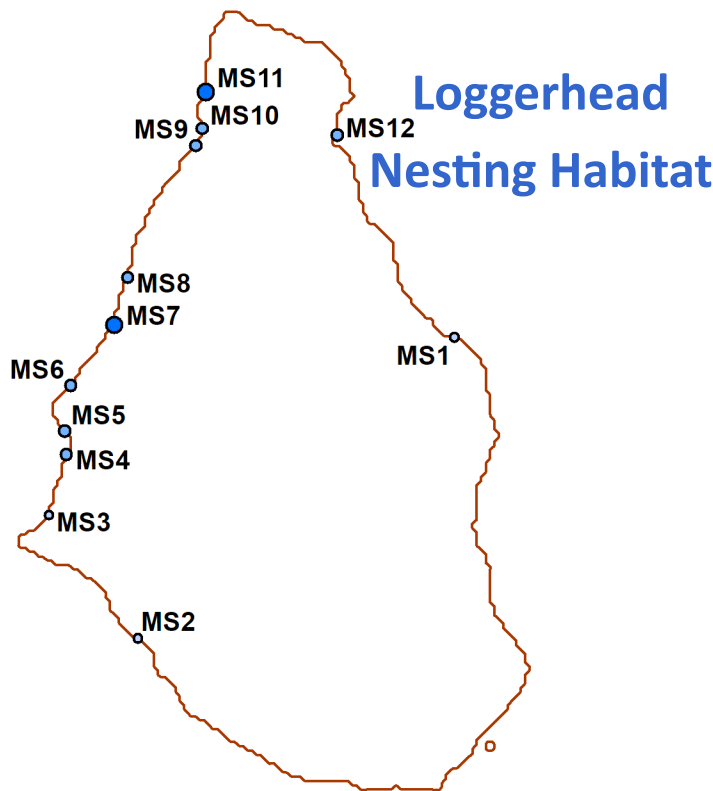 MS11
Loggerhead
MS10
MS9
MS12
Nesting Habitat
MS8
MS7
MS1
MS6
MS5
MS4
MS3
MS2